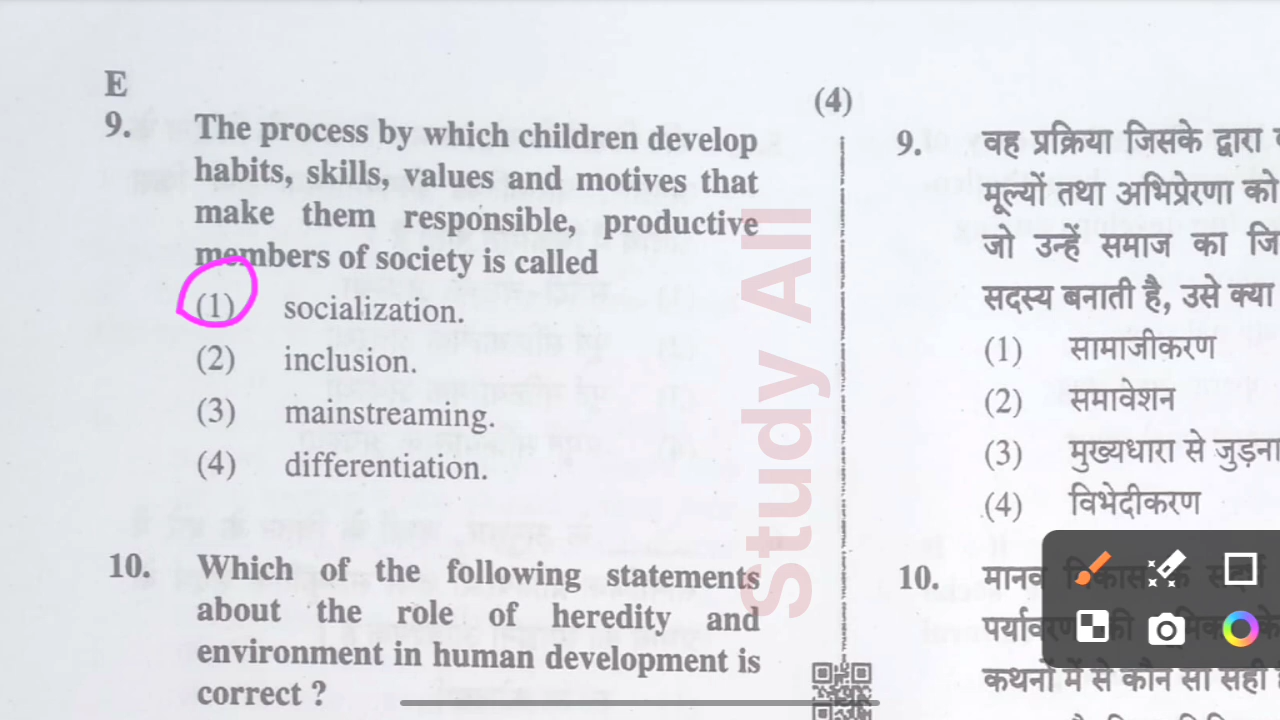 E
(4)
9. The process by which children develop
habits, skills, values and motives that
make them responsible, productive
members of society is called
(1) socialization.
(2) inclusion.
(3) mainstreaming.
(4) differentiation.
10. Which of the following statements
about the role of heredity and
environment in human development is
correct ?
9. वह प्रक्रिया जिसके द्वारा
मूल्यों तथा अभिप्रेरणा को
जो उन्हें समाज का जि
सदस्य बनाती है, उसे क्या
(1) सामाजीकरण
(2) समावेशन
(3) मुख्यधारा से जुड़ना
(4) विभेदीकरण
10. मानव
कथनों में से कौन सा सही
Study All